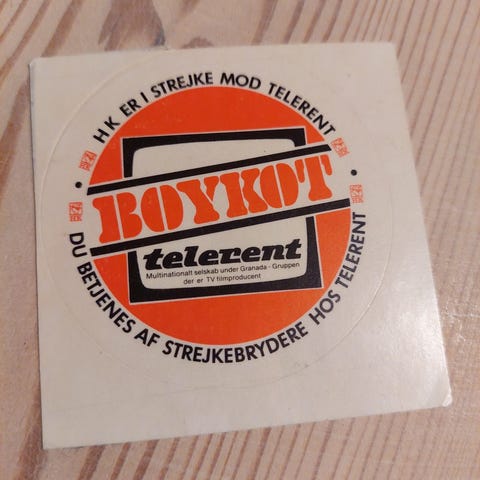 HK ER I STREJKE MOD TELERENT
BOYKOT
telerent
Multinationalt selskab under Granada - Gruppen
der er TV filmproducent
DU BETJENES AF STREJKEBRYDERE HOS TELERENT